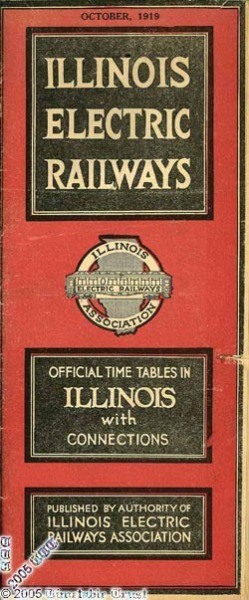 OCTOBER, 1919
ILLINOIS
ELECTRIC
RAILWAYS
ILLINOIS
ELECTRIC RAILWAYS
ASSOCIATION
OFFICIAL TIME TABLES IN
ILLINOIS
with
CONNECTIONS
PUBLISHED BY AUTHORITY OF
ILLINOIS ELECTRIC
RAILWAYS ASSOCIATION
©2005